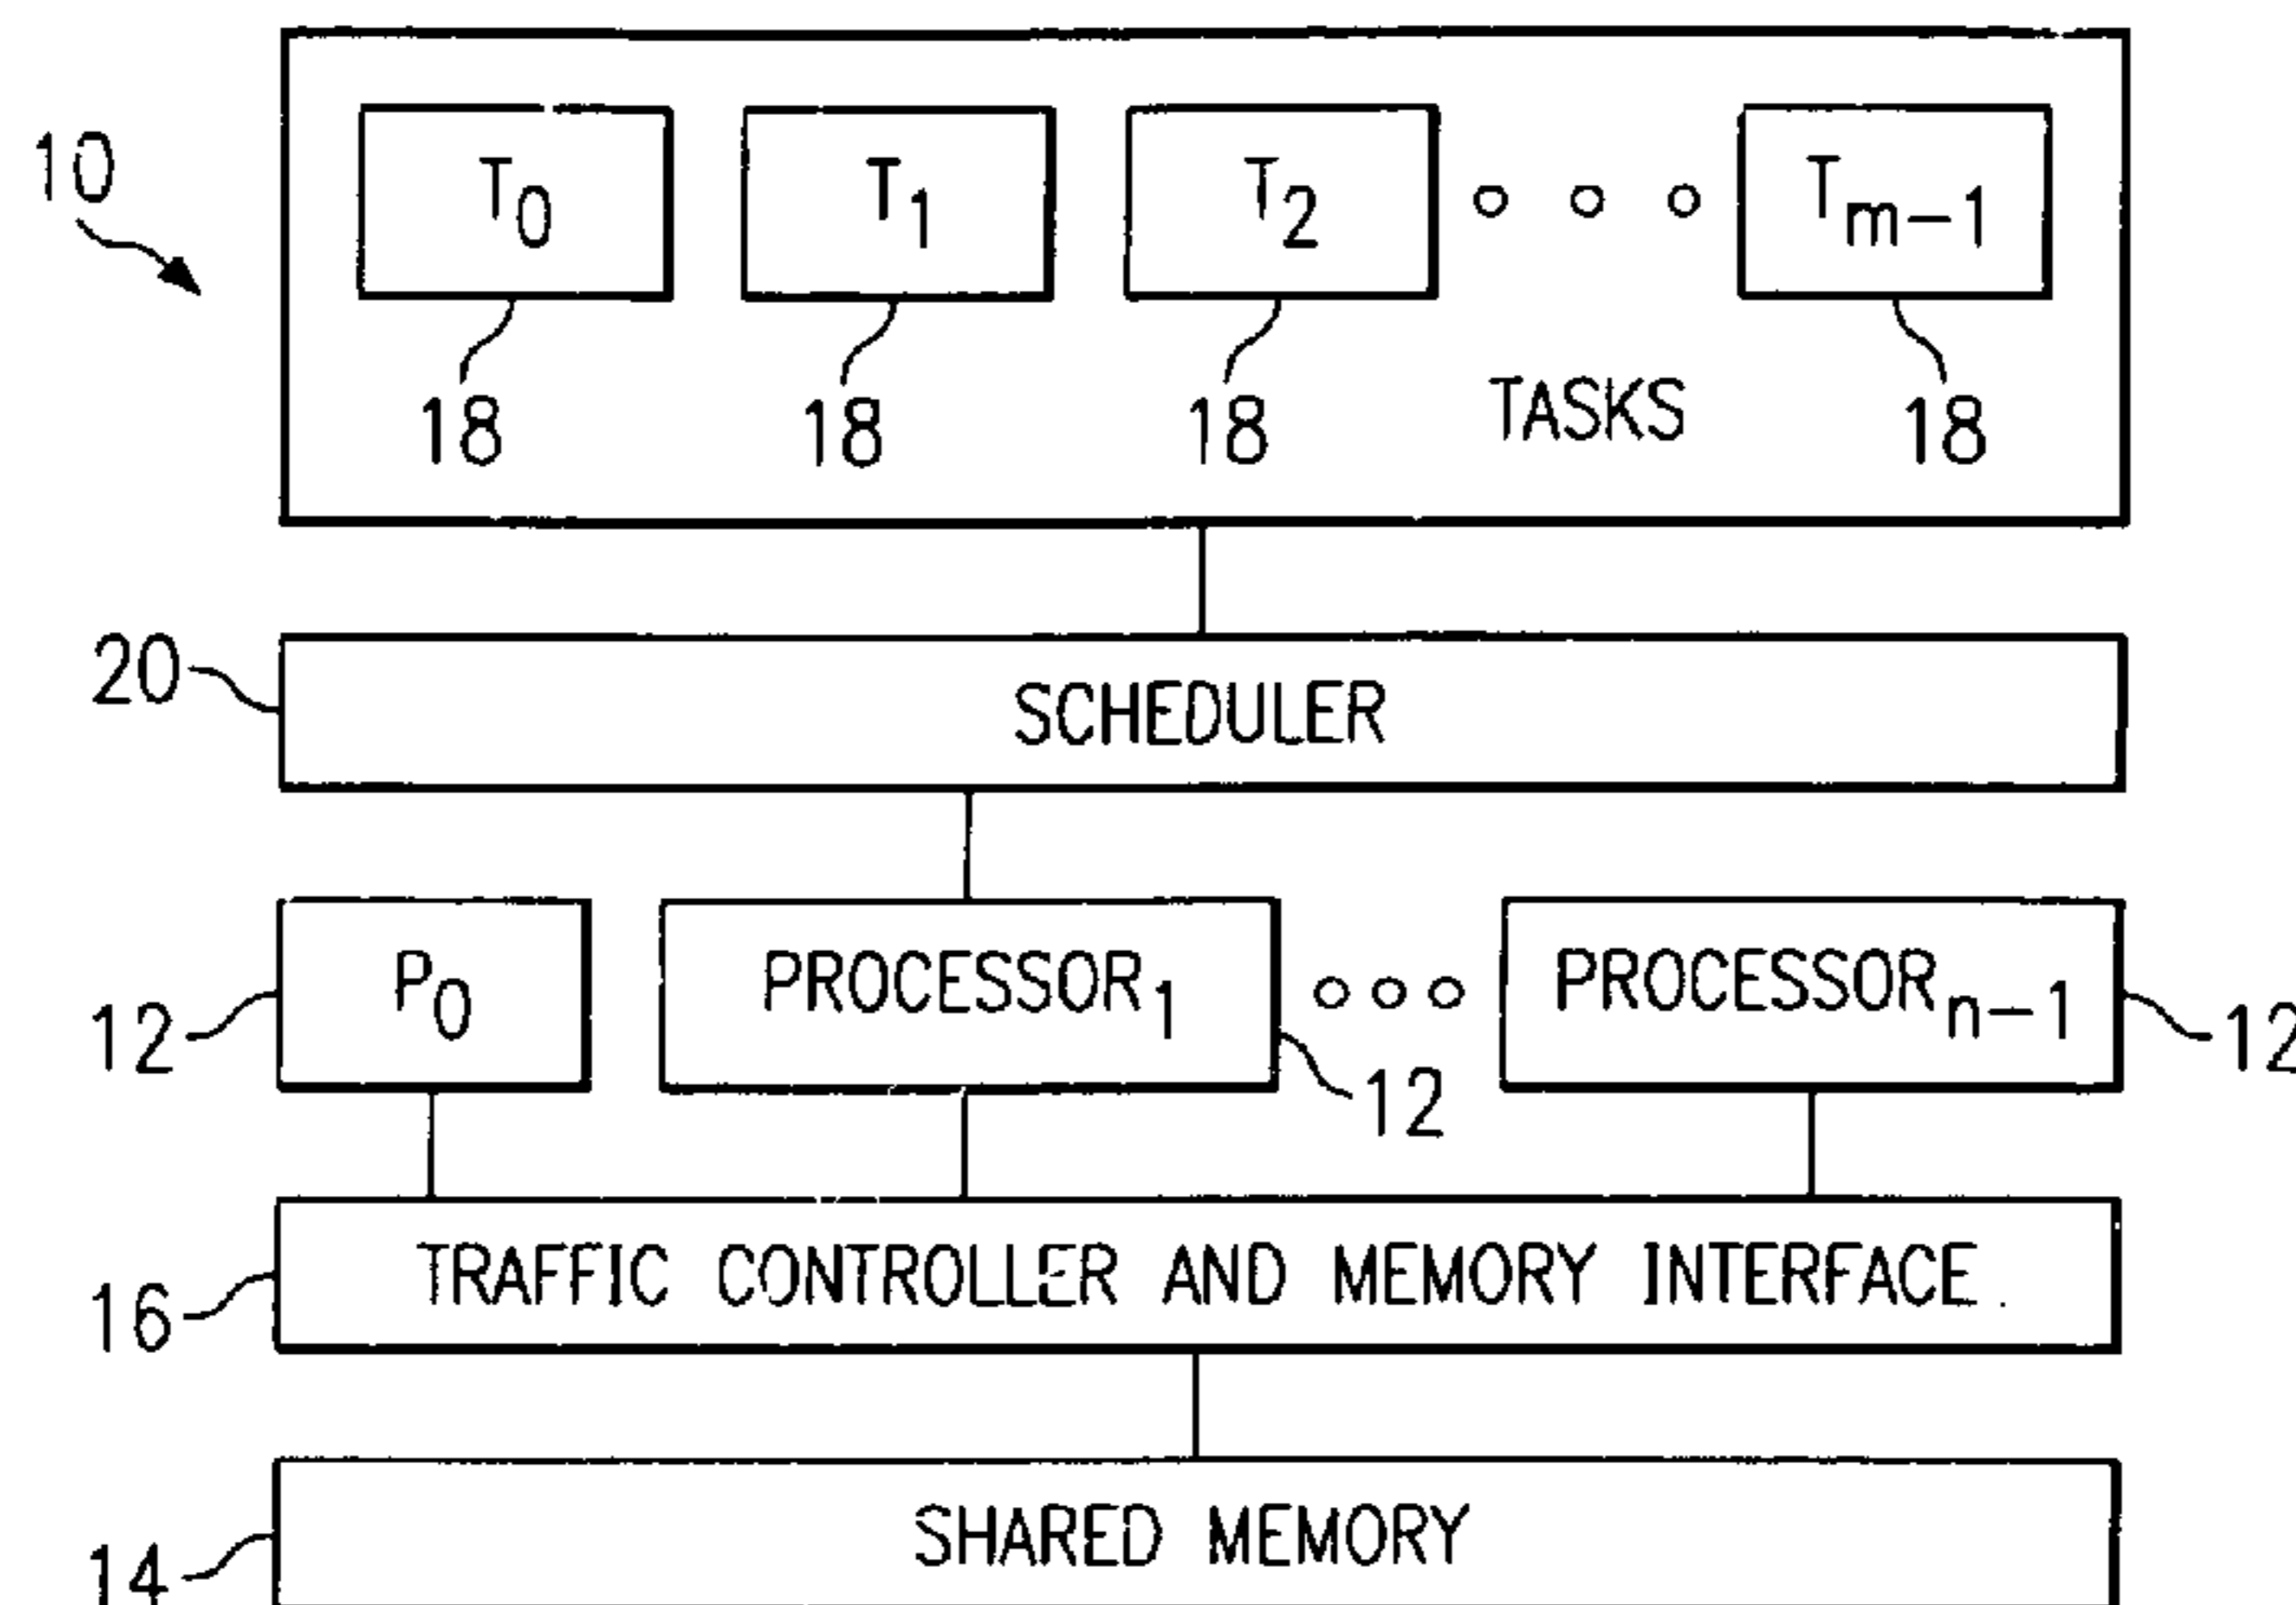 10
T0 T1 T2 Tm-1
18 18 18 TASKS 18
20 SCHEDULER
12 P0 PROCESSOR1 PROCESSORn-1 12
12
16 TRAFFIC CONTROLLER AND MEMORY INTERFACE
14 SHARED MEMORY